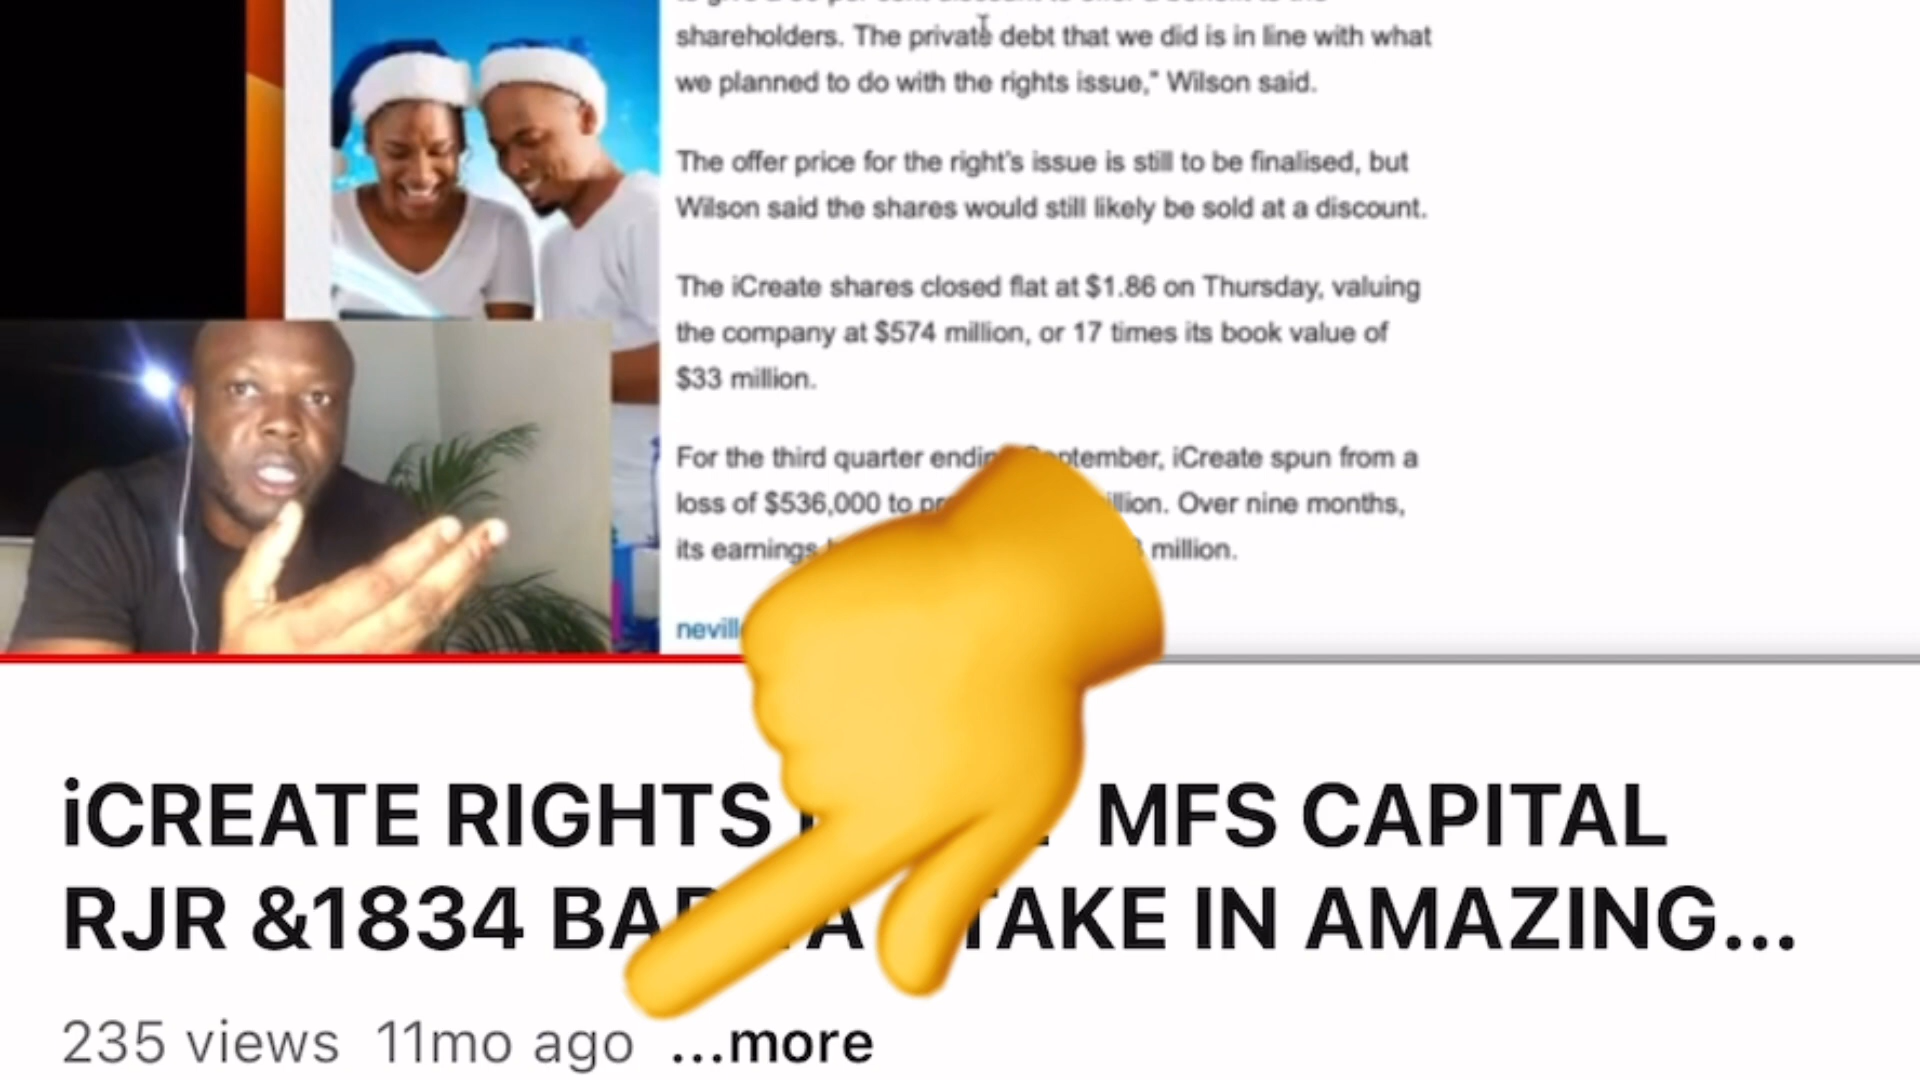 shareholders. The private debt that we did is in line with what
we planned to do with the rights issue," Wilson said.
The offer price for the right's issue is still to be finalised, but
Wilson said the shares would still likely be sold at a discount.
The iCreate shares closed flat at $1.86 on Thursday, valuing
the company at $574 million, or 17 times its book value of
$33 million.
For the third quarter ending September, iCreate spun from a
loss of $536,000 to Over nine months,
its earnings million.
iCREATE RIGHTS MFS CAPITAL
RJR &1834 IN AMAZING...
235 views 11mo ago ...more